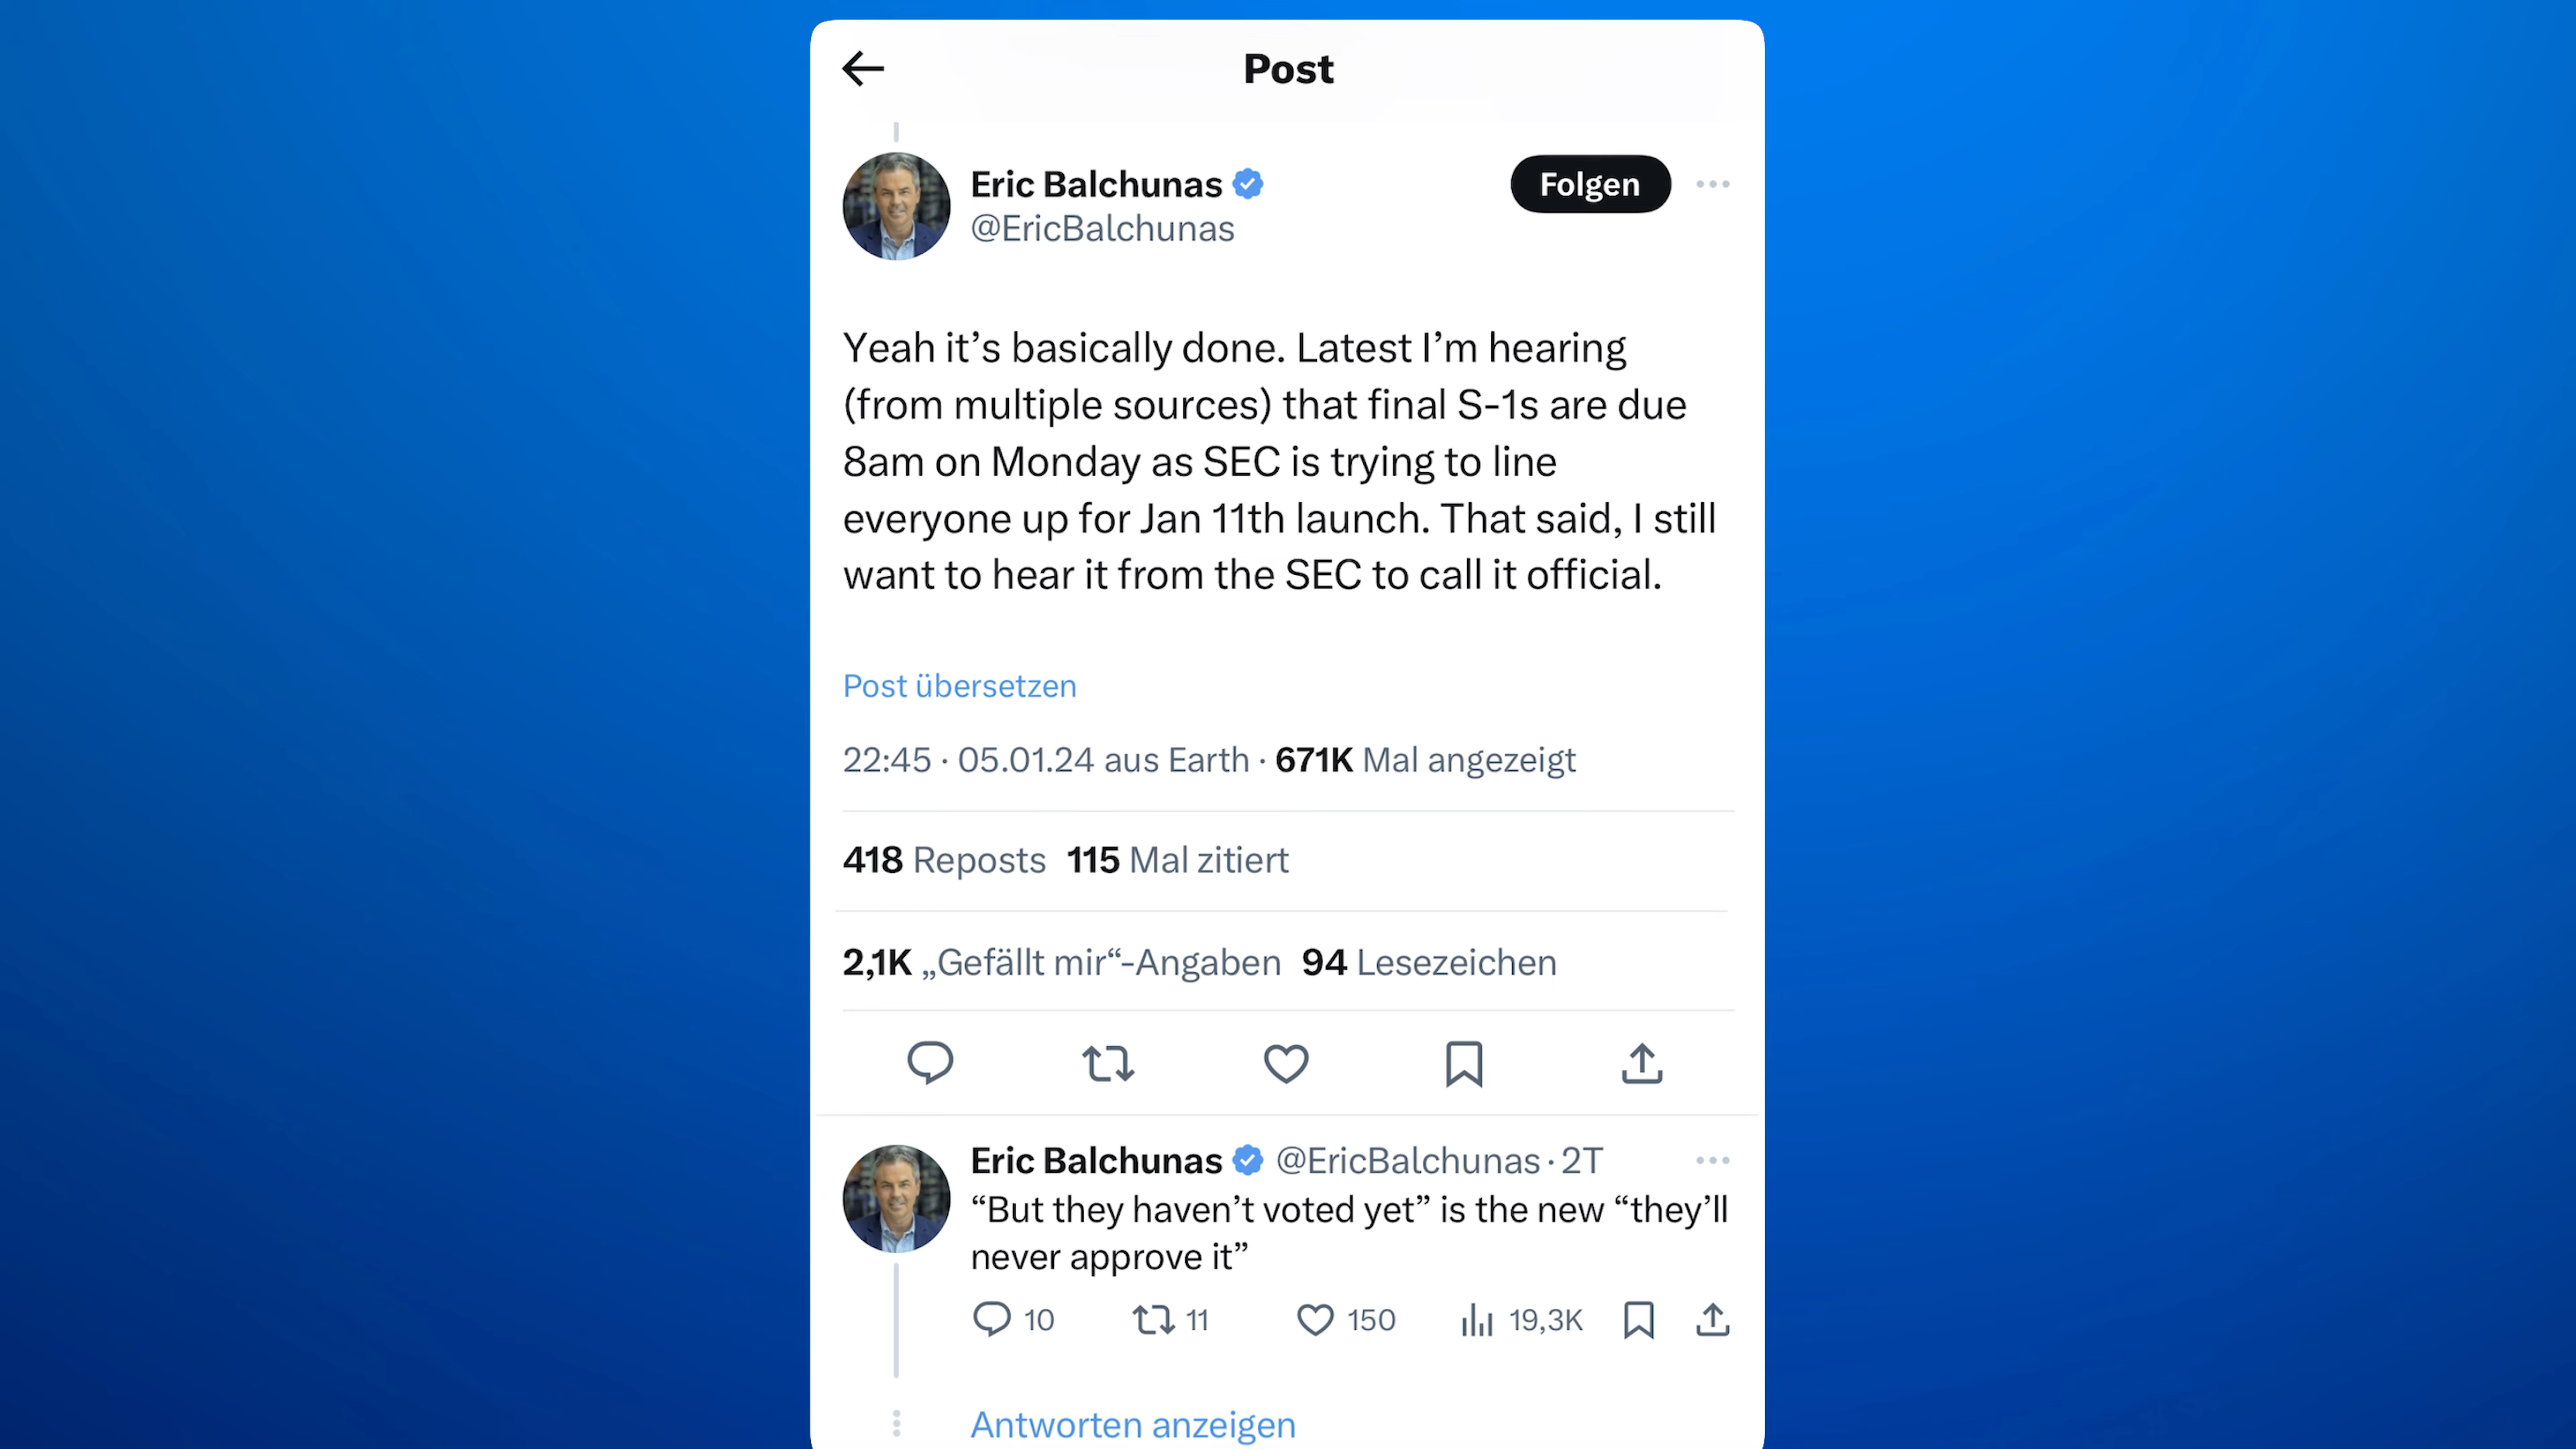 Post
Eric Balchunas
Folgen
@EricBalchunas
Yeah it’s basically done. Latest I’m hearing
(from multiple sources) that final S-1s are due
8am on Monday as SEC is trying to line
everyone up for Jan 11th launch. That said, I still
want to hear it from the SEC to call it official.
Post übersetzen
22:45 · 05.01.24 aus Earth · 671K Mal angezeigt
418 Reposts 115 Mal zitiert
2,1K „Gefällt mir“-Angaben 94 Lesezeichen
Eric Balchunas @EricBalchunas · 2T
“But they haven’t voted yet” is the new “they’ll
never approve it”
10 11 150 19,3K
Antworten anzeigen